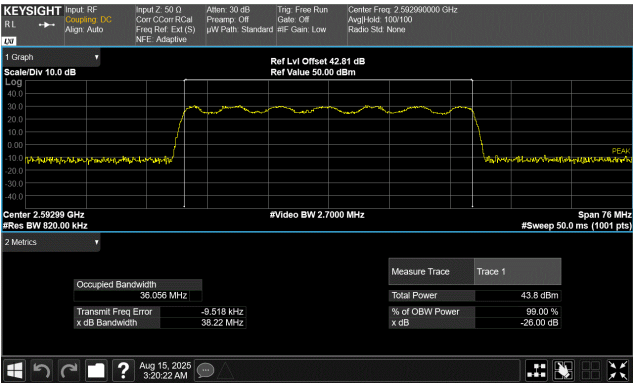 KEYSIGHT Input: RF Input Z: 50 Ω Atten: 30 dB Trig: Free Run Center Freq: 2.592990000 GHz
RL Coupling: DC Corr CCorr RCal Preamp: Off Gate: Off Avg|Hold: 100/100
Align: Auto Freq Ref: Ext (S) µW Path: Standard #IF Gain: Low Radio Std: None
LXI NFE: Adaptive
1 Graph
Ref Lvl Offset 42.81 dB
Scale/Div 10.0 dB Ref Value 50.00 dBm
Log
40.0
30.0
20.0
10.0
0.00
-10.0
PEAK
-20.0
-30.0
-40.0
Center 2.59299 GHz #Video BW 2.7000 MHz Span 76 MHz
#Res BW 820.00 kHz #Sweep 50.0 ms (1001 pts)
2 Metrics
Measure Trace Trace 1
Occupied Bandwidth
36.056 MHz Total Power 43.8 dBm
Transmit Freq Error -9.518 kHz % of OBW Power 99.00 %
x dB Bandwidth 38.22 MHz x dB -26.00 dB
?
Aug 15, 2025
3:20:22 AM